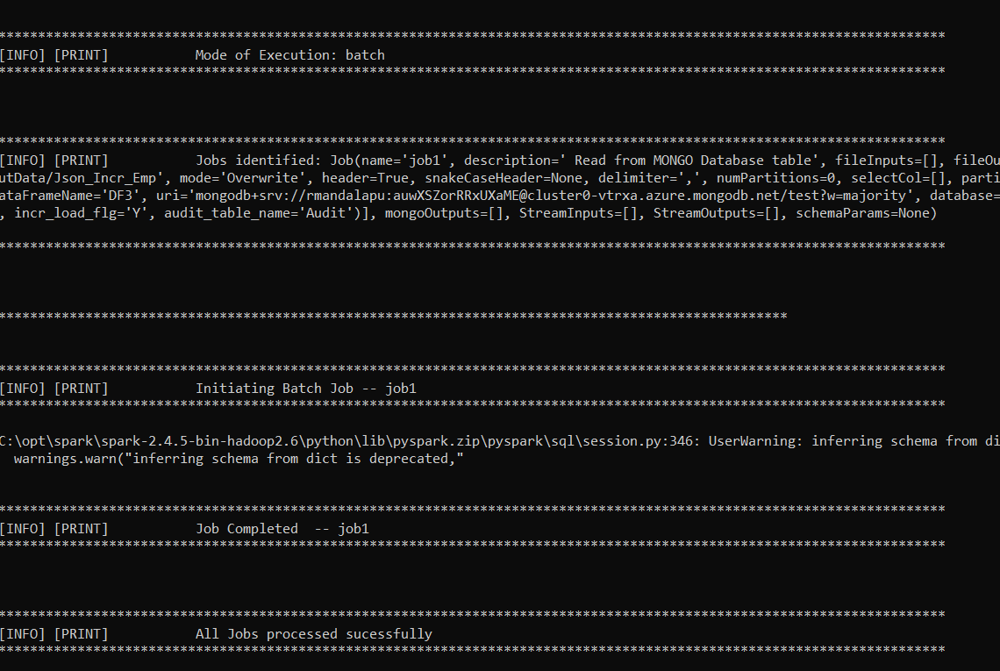 ************************************************************************************************************************
[INFO] [PRINT]           Mode of Execution: batch
************************************************************************************************************************
************************************************************************************************************************
[INFO] [PRINT]           Jobs identified: Job(name='job1', description=' Read from MONGO Database table', fileInputs=[], fileOu
utData/Json_Incr_Emp', mode='Overwrite', header=True, snakeCaseHeader=None, delimiter=',', numPartitions=0, selectCol=[], parti
ataFrameName='DF3', uri='mongodb+srv://rmandalapu:auwXSZorRRxUXaME@cluster0-vtrxa.azure.mongodb.net/test?w=majority', database=
, incr_load_flg='Y', audit_table_name='Audit')], mongoOutputs=[], StreamInputs=[], StreamOutputs=[], schemaParams=None)
************************************************************************************************************************
****************************************************************************************************
************************************************************************************************************************
[INFO] [PRINT]           Initiating Batch Job -- job1
************************************************************************************************************************
C:\opt\spark\spark-2.4.5-bin-hadoop2.6\python\lib\pyspark.zip\pyspark\sql\session.py:346: UserWarning: inferring schema from di
  warnings.warn("inferring schema from dict is deprecated,"
************************************************************************************************************************
[INFO] [PRINT]           Job Completed  -- job1
************************************************************************************************************************
************************************************************************************************************************
[INFO] [PRINT]           All Jobs processed sucessfully
************************************************************************************************************************